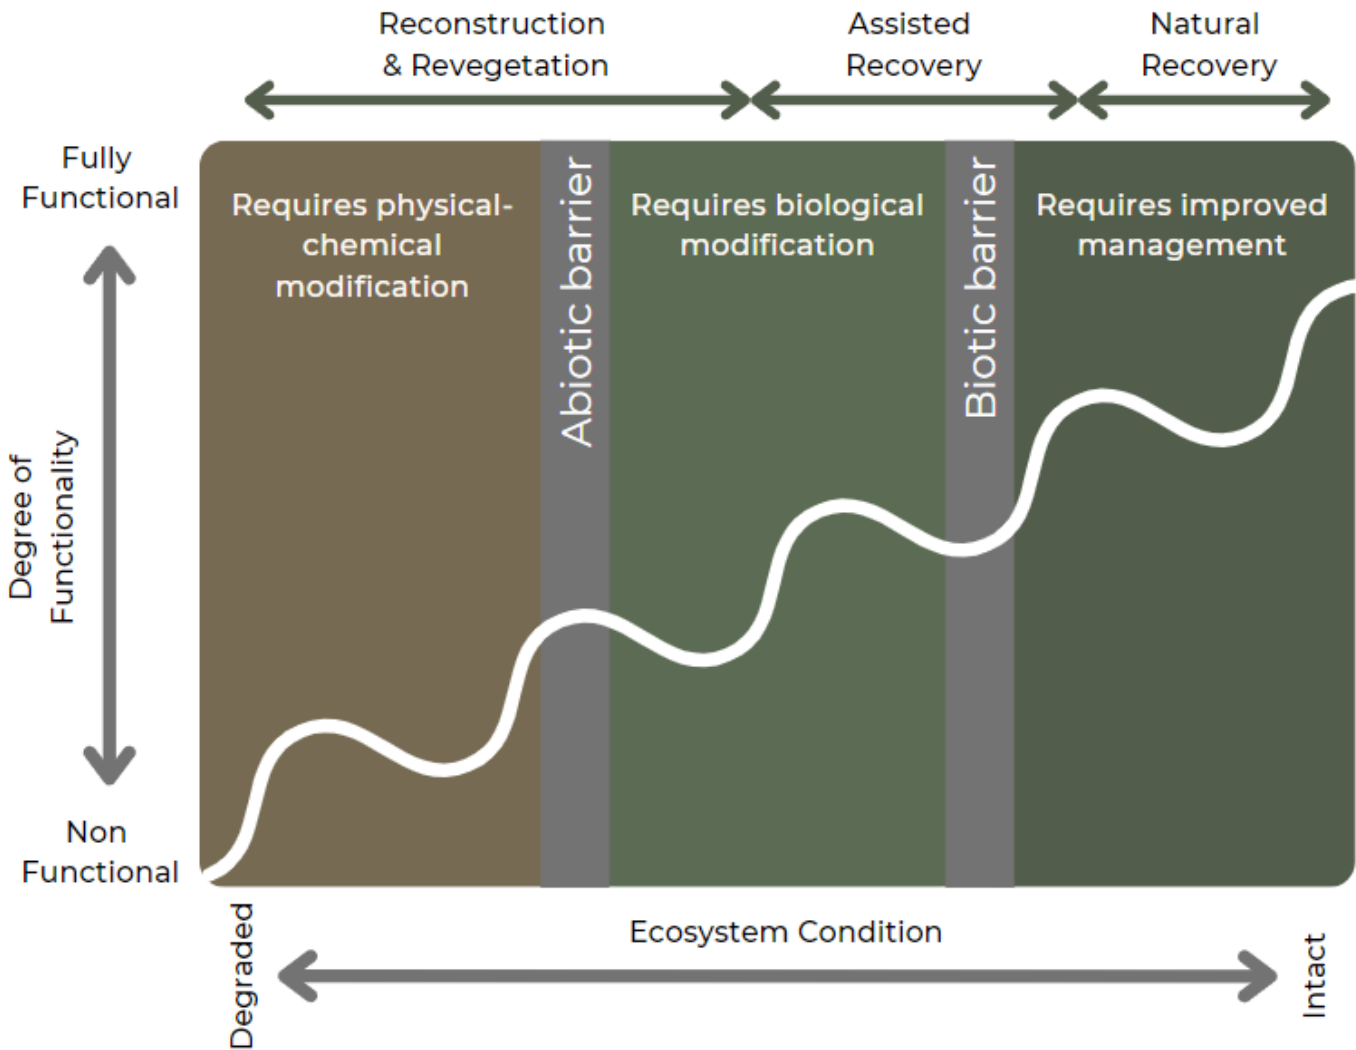 Reconstruction
& Revegetation
Assisted
Recovery
Natural
Recovery
Fully
Functional
Requires physical-
chemical
modification
Abiotic barrier
Requires biological
modification
Biotic barrier
Requires improved
management
Degree of
Functionality
Non
Functional
Degraded
Ecosystem Condition
Intact